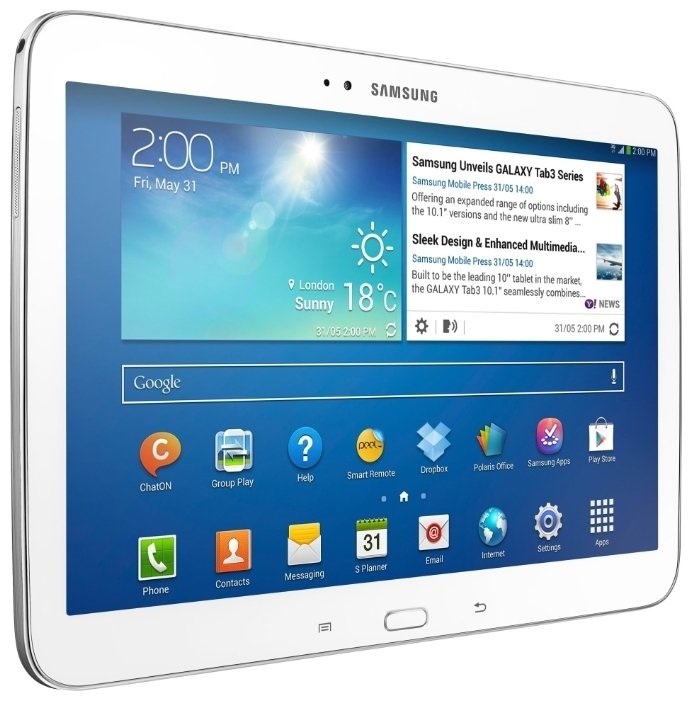 SAMSUNG
2:00 PM
2:00 PM
Fri, May 31
London
Sunny 18°C
31/05 2:00 PM
Samsung Unveils GALAXY Tab3 Series
Samsung Mobile Press 31/05 14:00
Offering an expanded range of options including
the 10.1" versions and the new ultra slim 8" ...
Sleek Design & Enhanced Multimedia...
Samsung Mobile Press 31/05 14:00
Built to be the leading 10" tablet in the market,
the GALAXY Tab3 10.1" seamlessly combines...
Y! NEWS
31/05 2:00 PM
Google
C
peel
ChatON Group Play Help Smart Remote Dropbox Polaris Office Samsung Apps Play Store
31
Phone Contacts Messaging S Planner Email Internet Settings Apps